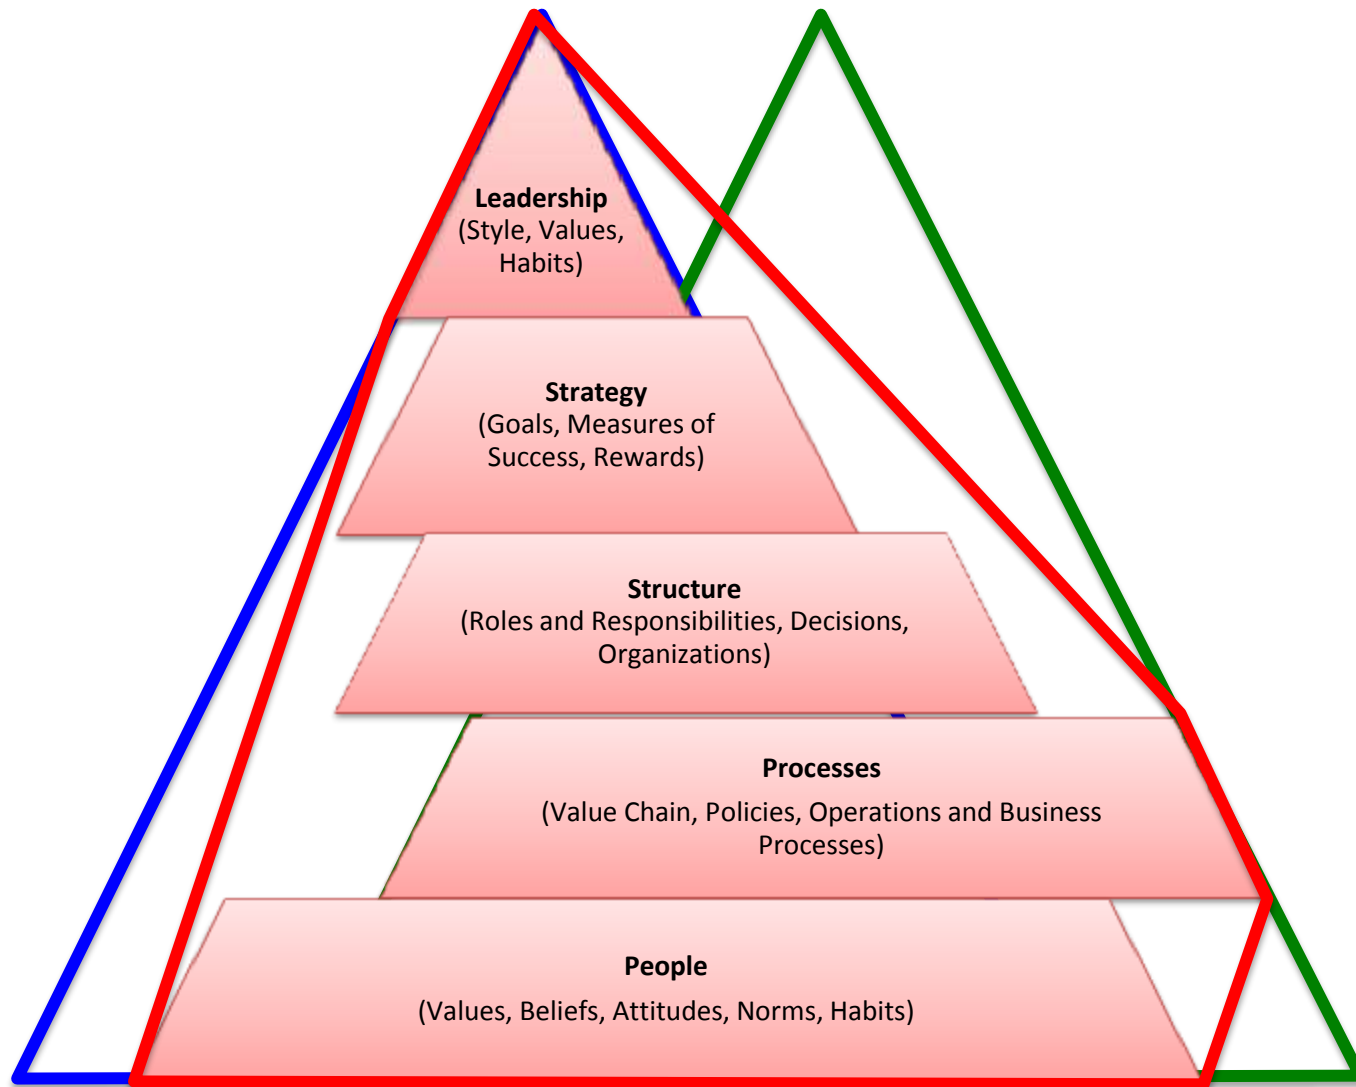 Leadership
(Style, Values,
Habits)
Strategy
(Goals, Measures of
Success, Rewards)
Structure
(Roles and Responsibilities, Decisions,
Organizations)
Processes
(Value Chain, Policies, Operations and Business
Processes)
People
(Values, Beliefs, Attitudes, Norms, Habits)